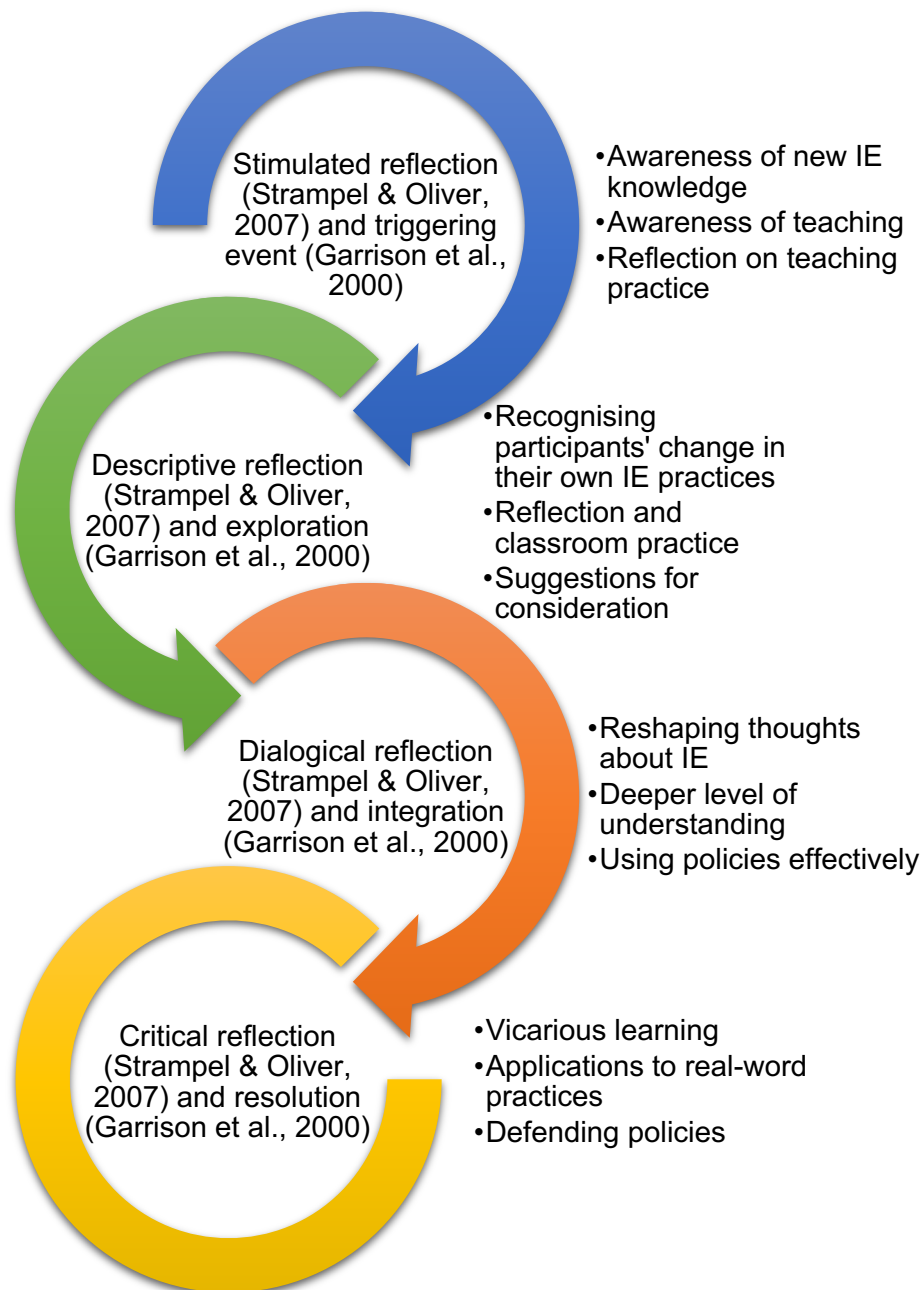 Stimulated reflection
(Strampel & Oliver,
2007) and triggering
event (Garrison et al.,
2000)
•Awareness of new IE
knowledge
•Awareness of teaching
•Reflection on teaching
practice
Descriptive reflection
(Strampel & Oliver,
2007) and exploration
(Garrison et al., 2000)
•Recognising
participants' change in
their own IE practices
•Reflection and
classroom practice
•Suggestions for
consideration
Dialogical reflection
(Strampel & Oliver,
2007) and integration
(Garrison et al., 2000)
•Reshaping thoughts
about IE
•Deeper level of
understanding
•Using policies effectively
Critical reflection
(Strampel & Oliver,
2007) and resolution
(Garrison et al., 2000)
•Vicarious learning
•Applications to real-word
practices
•Defending policies